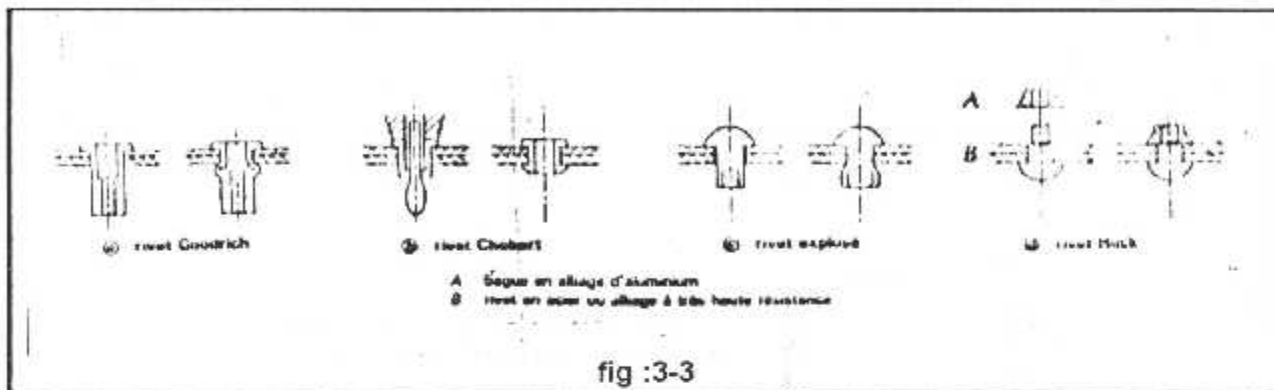 A
B
a rivet Goodrich
b rivet Chobert
c rivet explosé
d rivet Huck
A bague en alliage d'aluminium
B rivet en acier ou alliage à très haute résistance
fig :3-3